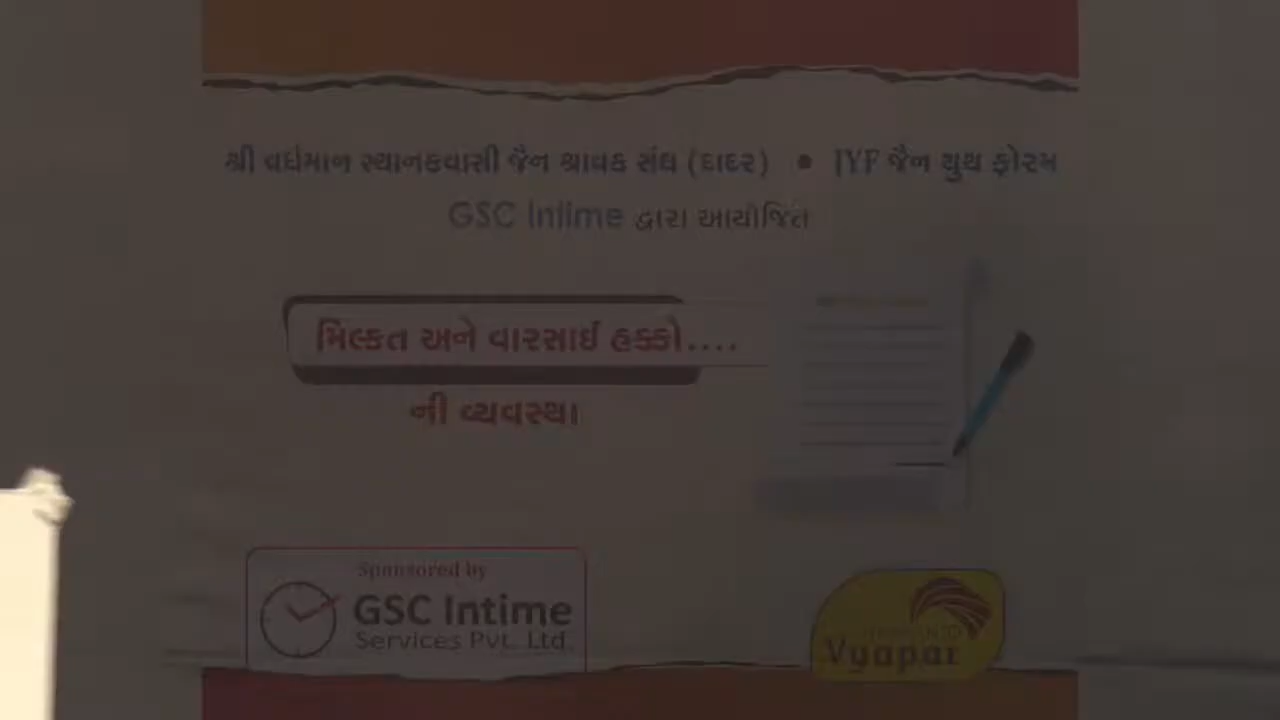 શ્રી વર્ધમાન સ્થાનકવાસી જૈન શ્રાવક સંઘ (દાદર) • JYF જૈન યુથ ફોરમ
GSC Intime દ્વારા આયોજિત
મિલ્કત અને વારસાઈ હક્કો....
ની વ્યવસ્થા
Sponsored by
GSC Intime
Services Pvt. Ltd.
Vyapar